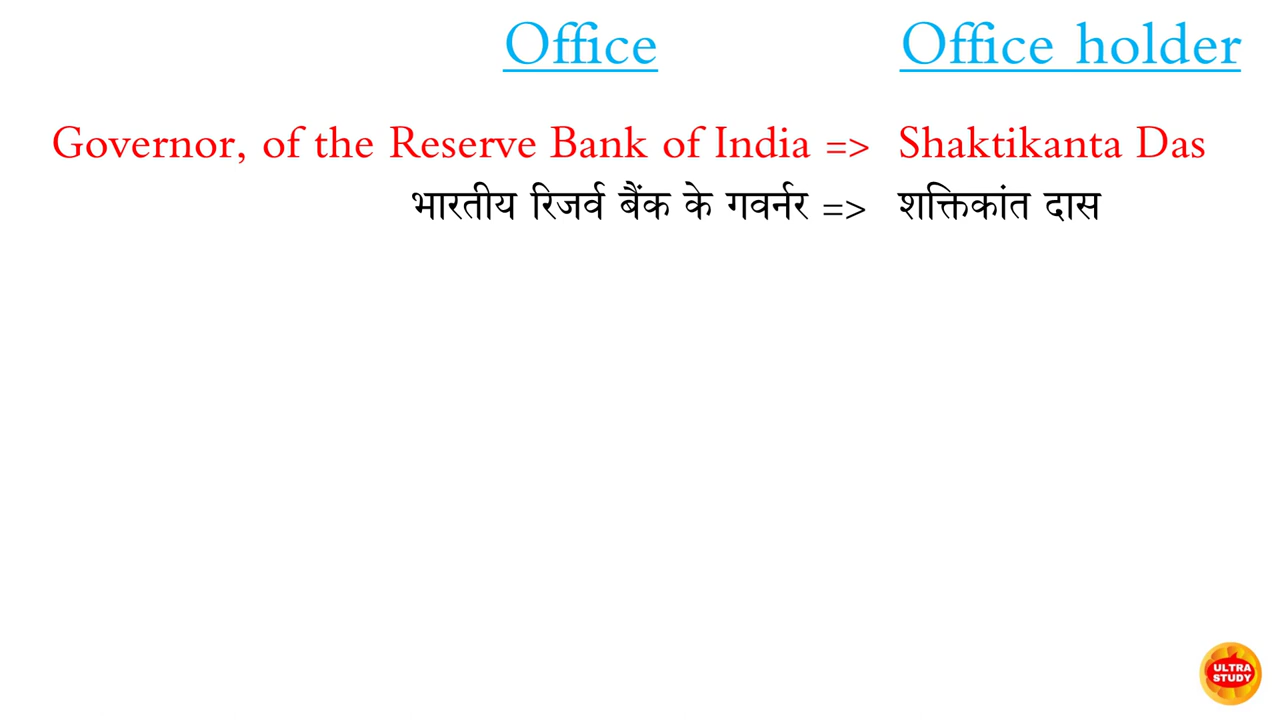 Office Office holder
Governor, of the Reserve Bank of India => Shaktikanta Das
भारतीय रिजर्व बैंक के गवर्नर => शक्तिकांत दास
ULTRA
STUDY